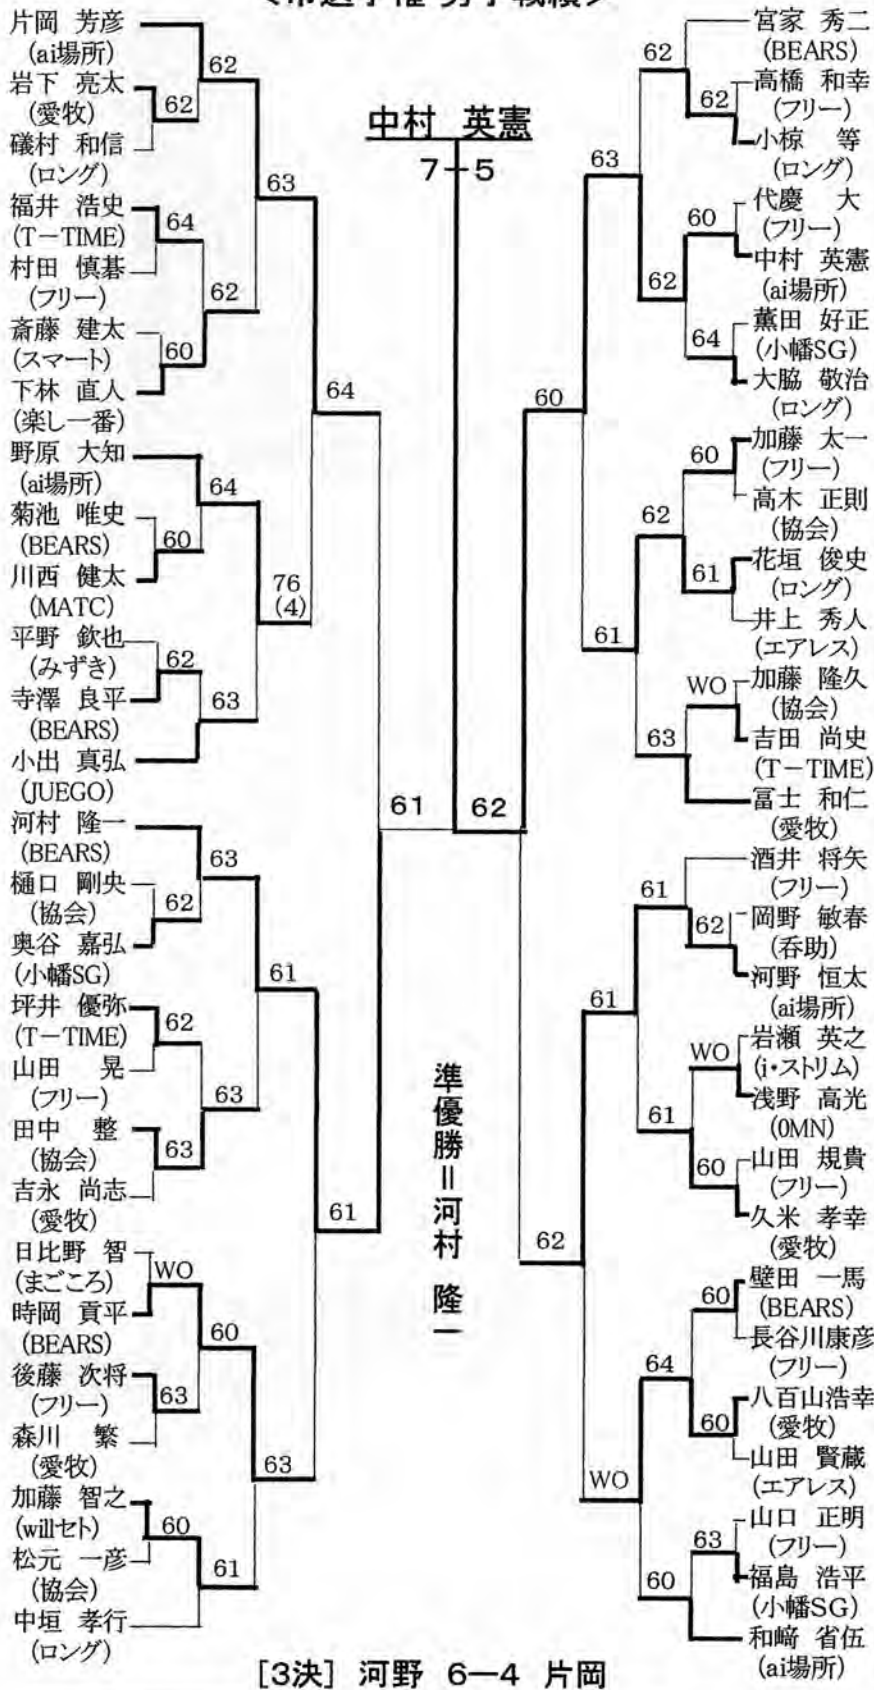 片岡 芳彦
(ai場所)
岩下 亮太
(愛牧)
礒村 和信
(ロング)
福井 浩史
(T-TIME)
村田 慎碁
(フリー)
斎藤 建太
(スマート)
下林 直人
(楽し一番)
野原 大知
(ai場所)
菊池 唯史
(BEARS)
川西 健太
(MATC)
平野 欽也
(みずき)
寺澤 良平
(BEARS)
小出 真弘
(JUEGO)
河村 隆一
(BEARS)
樋口 剛央
(協会)
奥谷 嘉弘
(小幡SG)
坪井 優弥
(T-TIME)
山田 晃
(フリー)
田中 整
(協会)
吉永 尚志
(愛牧)
日比野 智
(まごころ)
時岡 貢平
(BEARS)
後藤 次将
(フリー)
森川 繁
(愛牧)
加藤 智之
(willセト)
松元 一彦
(協会)
中垣 孝行
(ロング)
62
62
64
60
62
63
64
60
62
63
76
(4)
64
62
63
62
63
63
61
WO
63
60
60
61
63
61
61
中村 英憲
7-5
62
準優勝=河村 隆一
60
62
63
61
61
WO
62
62
62
63
61
61
64
60
62
60
64
60
61
WO
62
WO
60
60
60
63
宮家 秀二
(BEARS)
高橋 和幸
(フリー)
小椋 等
(ロング)
代慶 大
(フリー)
中村 英憲
(ai場所)
薫田 好正
(小幡SG)
大脇 敬治
(ロング)
加藤 太一
(フリー)
高木 正則
(協会)
花垣 俊史
(ロング)
井上 秀人
(エアレス)
加藤 隆久
(協会)
吉田 尚史
(T-TIME)
冨士 和仁
(愛牧)
酒井 将矢
(フリー)
岡野 敏春
(呑助)
河野 恒太
(ai場所)
岩瀬 英之
(i・ストリム)
浅野 高光
(OMN)
山田 規貴
(フリー)
久米 孝幸
(愛牧)
壁田 一馬
(BEARS)
長谷川康彦
(フリー)
八百山浩幸
(愛牧)
山田 賢蔵
(エアレス)
山口 正明
(フリー)
福島 浩平
(小幡SG)
和﨑 省伍
(ai場所)
[3決] 河野 6—4 片岡